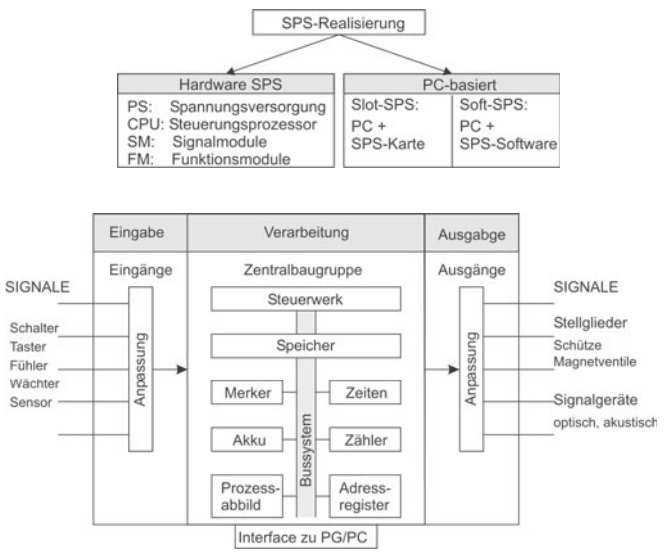 SPS-Realisierung
Hardware SPS
PS: Spannungsversorgung
CPU: Steuerungsprozessor
SM: Signalmodule
FM: Funktionsmodule
PC-basiert
Slot-SPS:
PC +
SPS-Karte
Soft-SPS:
PC +
SPS-Software
Eingabe
Verarbeitung
Ausgabge
SIGNALE
Schalter
Taster
Fühler
Wächter
Sensor
Eingänge
Anpassung
Zentralbaugruppe
Steuerwerk
Speicher
Merker
Zeiten
Akku
Zähler
Prozess-
abbild
Adress-
register
Bussystem
Ausgänge
Anpassung
SIGNALE
Stellglieder
Schütze
Magnetventile
Signalgeräte
optisch, akustisch
Interface zu PG/PC